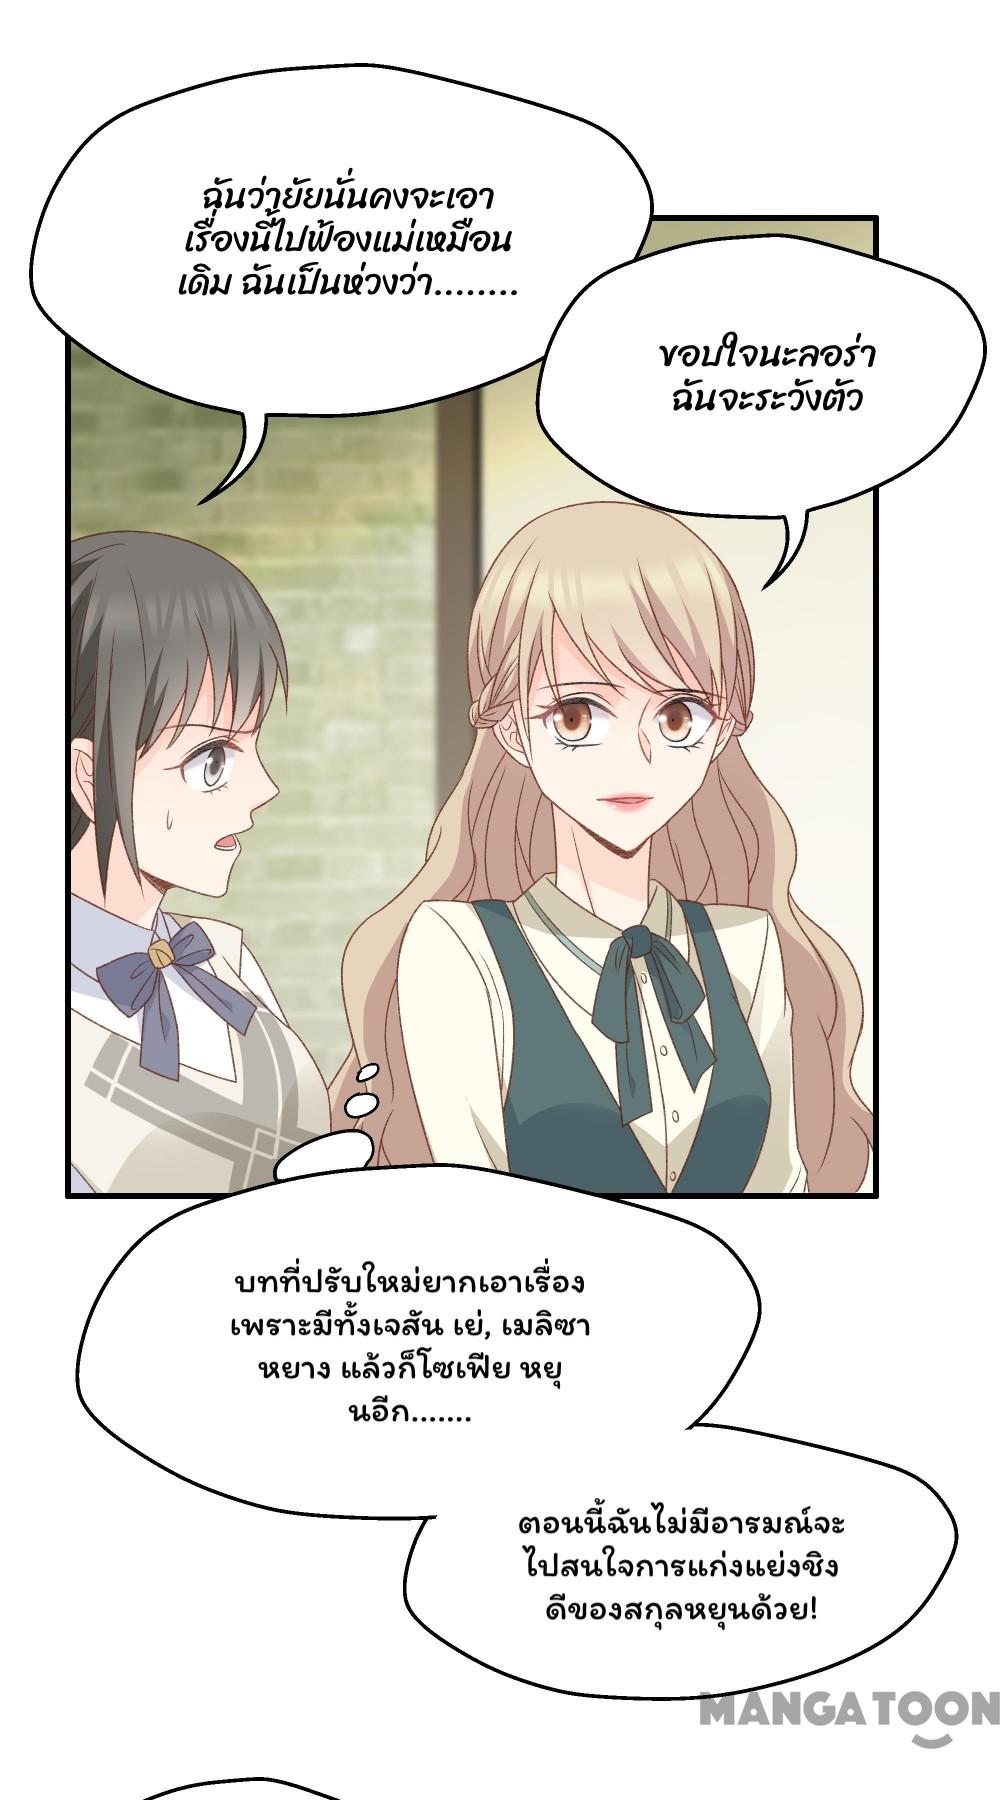 ฉันว่ายัยนั่นคงจะเอา
เรื่องนี้ไปฟ้องแม่เหมือน
เดิม ฉันเป็นห่วงว่า........
ขอบใจนะลอร่า
ฉันจะระวังตัว
บทที่ปรับใหม่ยากเอาเรื่อง
เพราะมีทั้งเจสัน เย่, เมลิซา
หยาง แล้วก็โซเฟีย หยุ
นอีก.......
ตอนนี้ฉันไม่มีอารมณ์จะ
ไปสนใจการแก่งแย่งชิง
ดีของสกุลหยุนด้วย!
MANGATOON